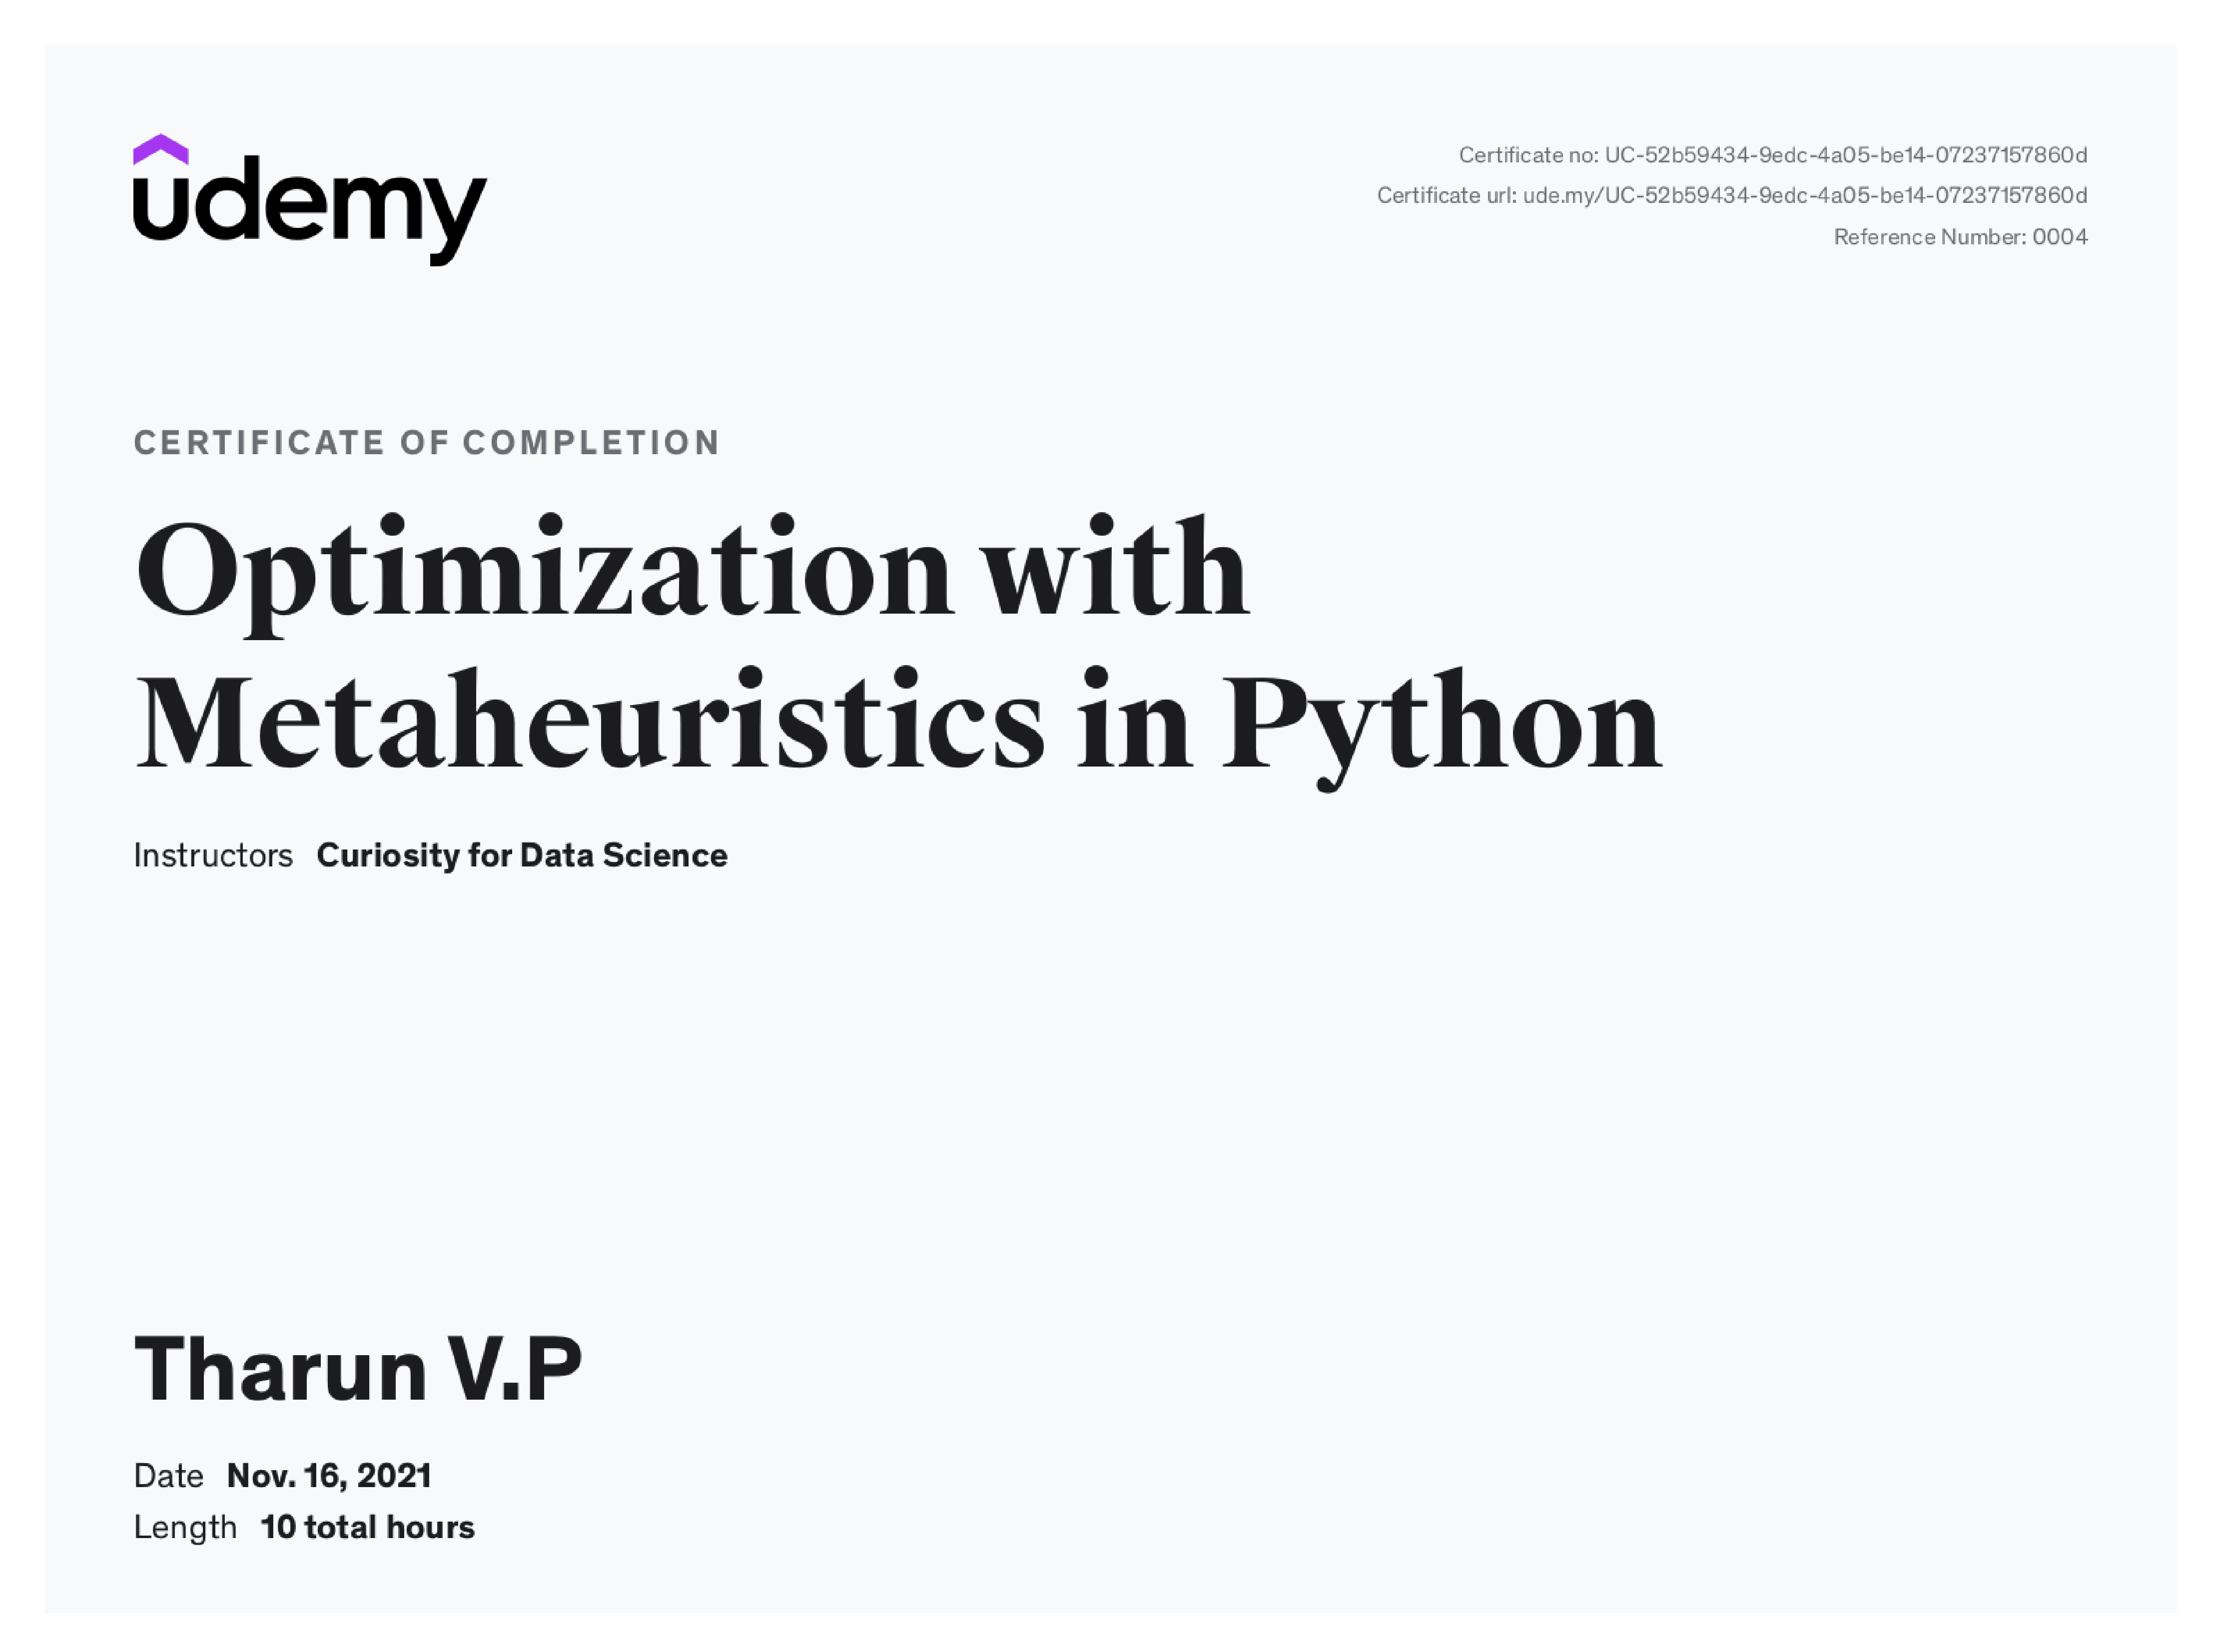 udemy
Certificate no: UC-52b59434-9edc-4a05-be14-07237157860d
Certificate url: ude.my/UC-52b59434-9edc-4a05-be14-07237157860d
Reference Number: 0004
CERTIFICATE OF COMPLETION
Optimization with
Metaheuristics in Python
Instructors Curiosity for Data Science
Tharun V.P
Date Nov. 16, 2021
Length 10 total hours